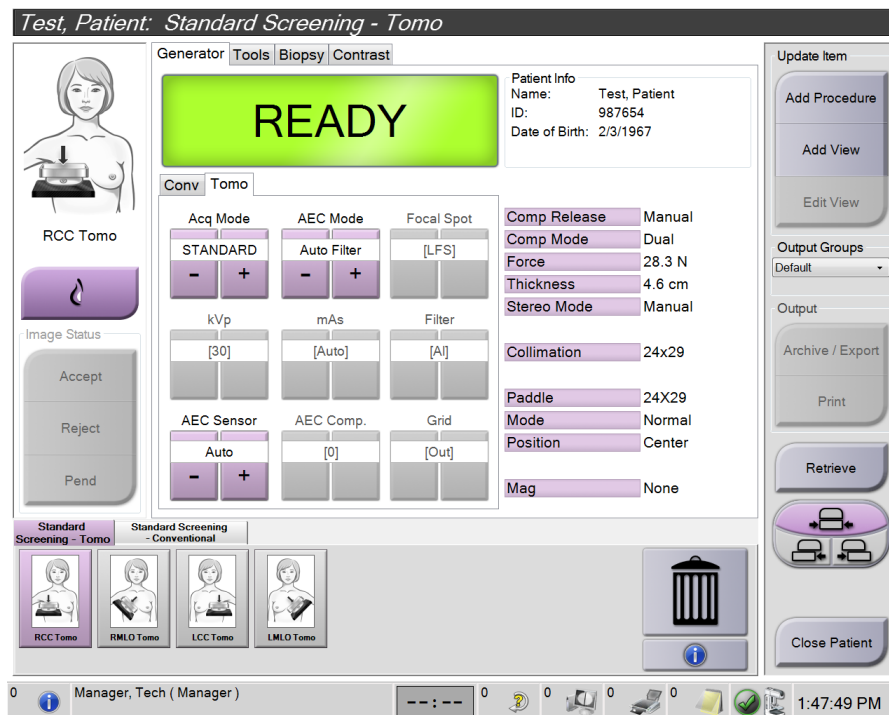 Test, Patient: Standard Screening - Tomo
Generator Tools Biopsy Contrast
READY
Patient Info
Name: Test, Patient
ID: 987654
Date of Birth: 2/3/1967
RCC Tomo
Image Status
Accept
Reject
Pend
Conv Tomo
Acq Mode AEC Mode Focal Spot
STANDARD Auto Filter [LFS]
- + - +
kVp mAs Filter
[30] [Auto] [Al]
AEC Sensor AEC Comp. Grid
Auto [0] [Out]
- +
Comp Release Manual
Comp Mode Dual
Force 28.3 N
Thickness 4.6 cm
Stereo Mode Manual
Collimation 24x29
Paddle 24X29
Mode Normal
Position Center
Mag None
Update Item
Add Procedure
Add View
Edit View
Output Groups
Default
Output
Archive / Export
Print
Retrieve
Close Patient
Standard
Screening - Tomo
Standard Screening
- Conventional
RCC Tomo RMLO Tomo LCC Tomo LMLO Tomo
0 Manager, Tech ( Manager ) --:-- 0 0 0 0 1:47:49 PM